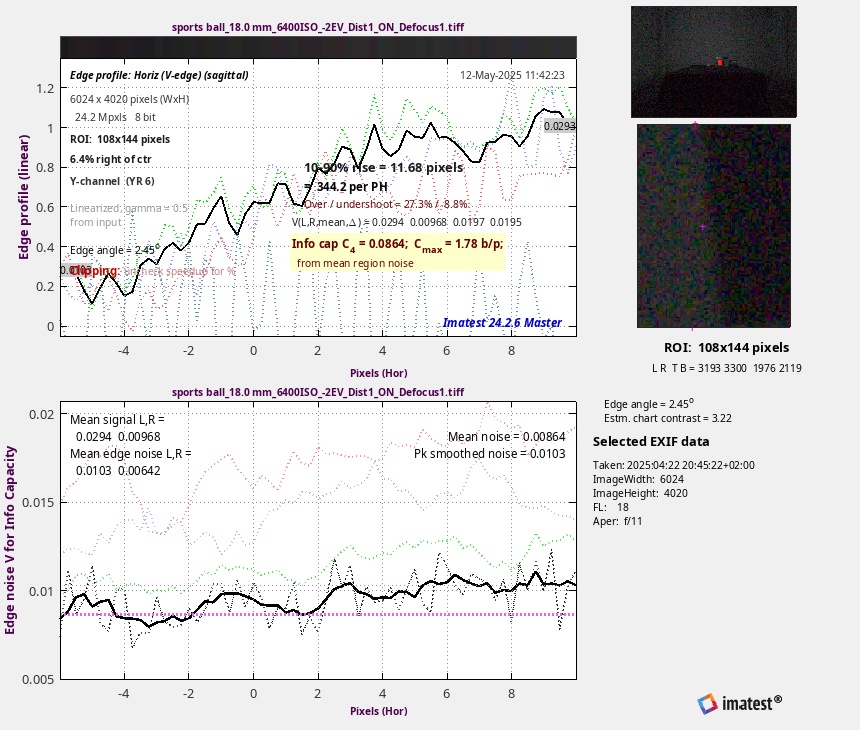 sports ball_18.0 mm_6400ISO_-2EV_Dist1_ON_Defocus1.tiff
Edge profile: Horiz (V-edge) (sagittal)
12-May-2025 11:42:23
6024 x 4020 pixels (WxH)
24.2 Mpxls 8 bit
ROI: 108x144 pixels
6.4% right of ctr
Y-channel (YR 6)
Linearized, gamma = 0.5
from input
Edge angle = 2.45o
Clipping:
0.0293
10-90% rise = 11.68 pixels
= 344.2 per PH
Over / undershoot = 27.3% / -8.8%
V(L,R,mean,Δ) = 0.0294 0.00968 0.0197 0.0195
Info cap C4 = 0.0864; Cmax = 1.78 b/p;
from mean region noise
Imatest 24.2.6 Master
Edge profile (linear)
1.2
1
0.8
0.6
0.4
0.2
0
-4 -2 0 2 4 6 8
Pixels (Hor)
sports ball_18.0 mm_6400ISO_-2EV_Dist1_ON_Defocus1.tiff
Mean signal L,R =
0.0294 0.00968
Mean edge noise L,R =
0.0103 0.00642
Mean noise = 0.00864
Pk smoothed noise = 0.0103
Edge noise V for Info Capacity
0.02
0.015
0.01
0.005
-4 -2 0 2 4 6 8
Pixels (Hor)
ROI: 108x144 pixels
L R T B = 3193 3300 1976 2119
Edge angle = 2.45o
Estm. chart contrast = 3.22
Selected EXIF data
Taken: 2025:04:22 20:45:22+02:00
ImageWidth: 6024
ImageHeight: 4020
FL: 18
Aper: f/11
imatest®